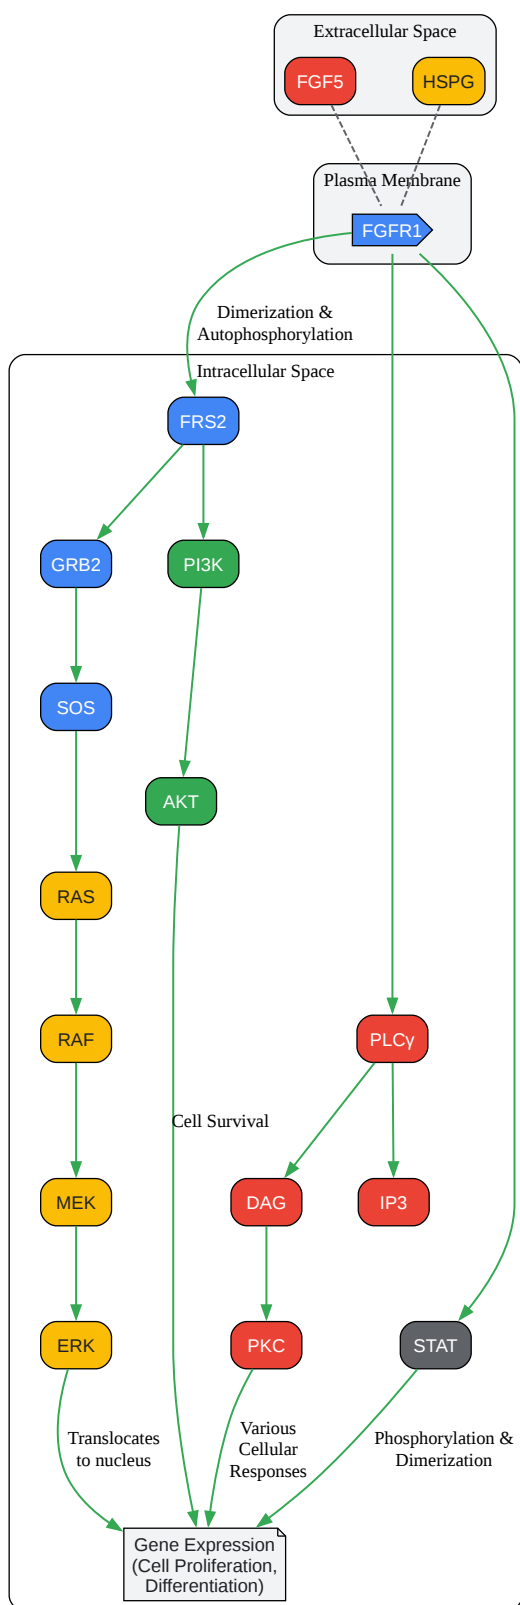 Extracellular Space
FGF5
HSPG
Plasma Membrane
FGFR1
Dimerization &
Autophosphorylation
Intracellular Space
FRS2
GRB2
PI3K
SOS
AKT
RAS
RAF
PLCγ
Cell Survival
MEK
DAG
IP3
ERK
PKC
STAT
Translocates
to nucleus
Various
Cellular
Responses
Phosphorylation &
Dimerization
Gene Expression
(Cell Proliferation,
Differentiation)